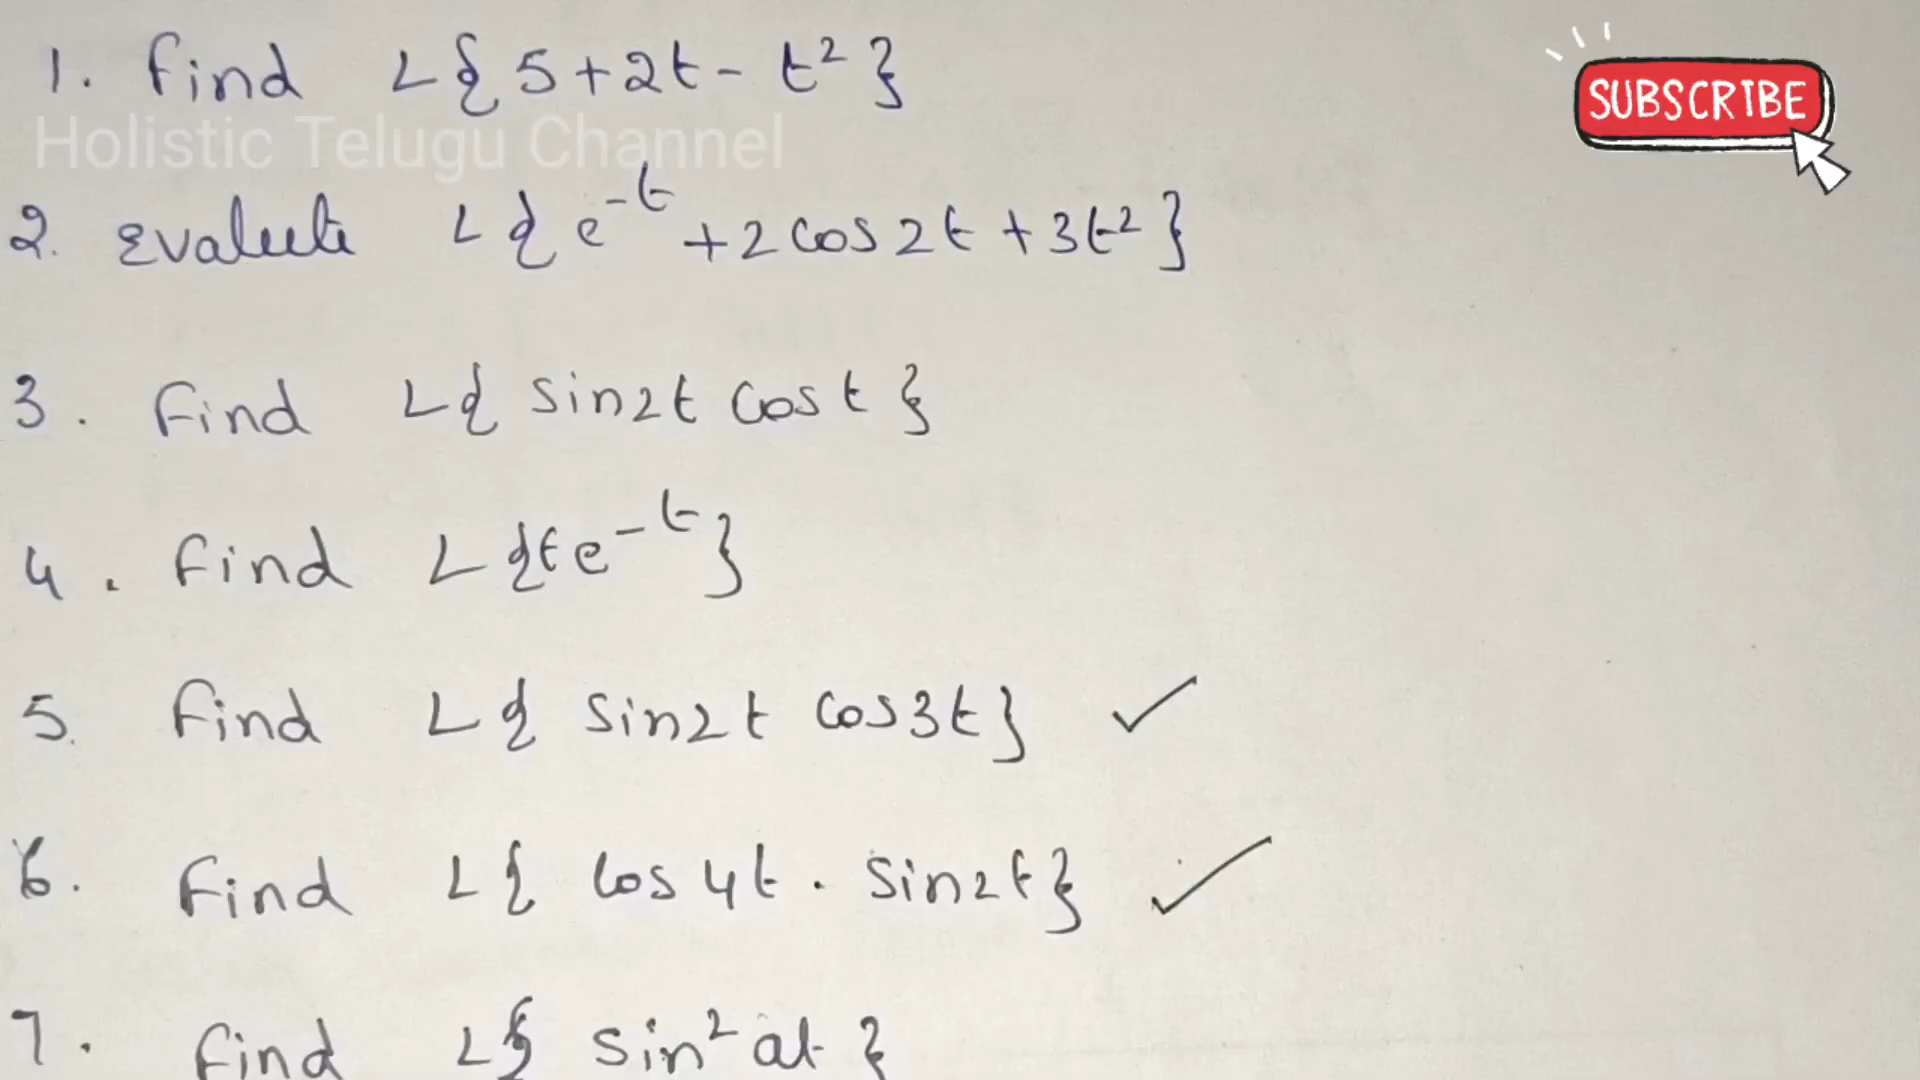 1. Find L{5+2t-t²}
SUBSCRIBE
Holistic Telugu Channel
2. Evaluate L{e^-t+2cos2t+3t²}
3. Find L{sin2t cost}
4. Find L{te^-t}
5. Find L{sin2t cos3t} ✓
6. Find L{cos4t. sin2t} ✓
7. Find L{sin²at}